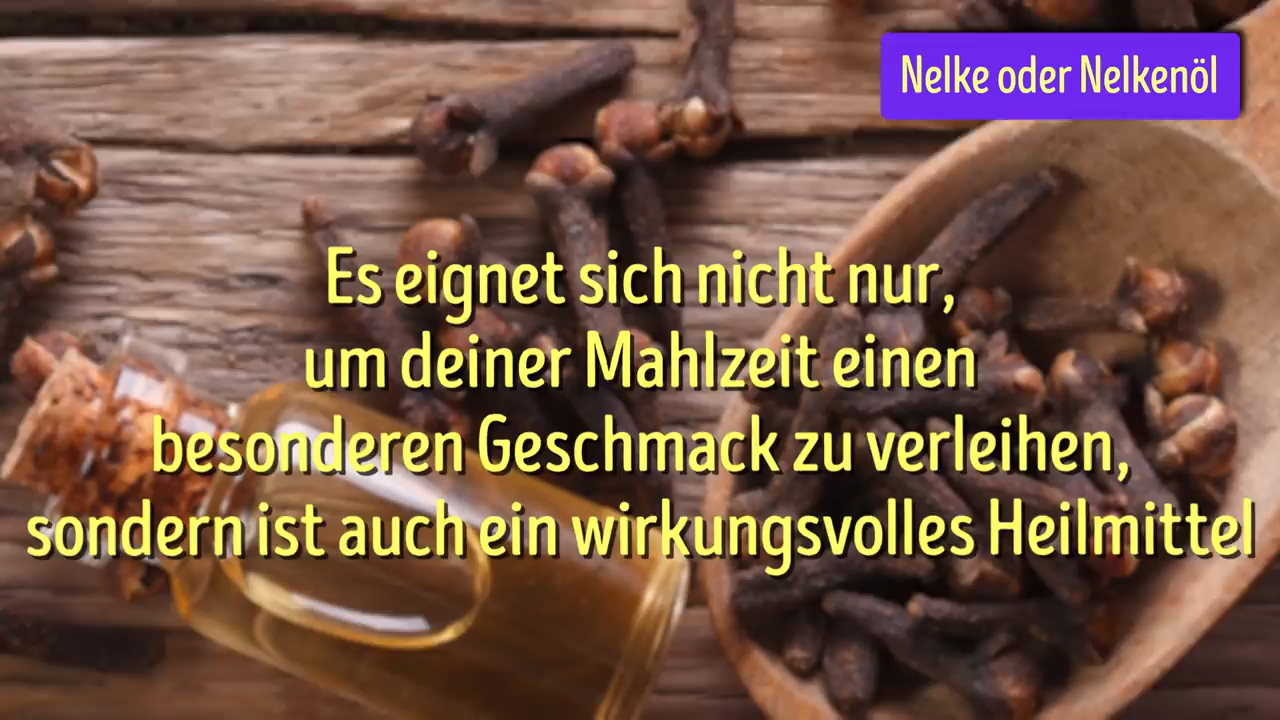 Nelke oder Nelkenöl
Es eignet sich nicht nur,
um deiner Mahlzeit einen
besonderen Geschmack zu verleihen,
sondern ist auch ein wirkungsvolles Heilmittel